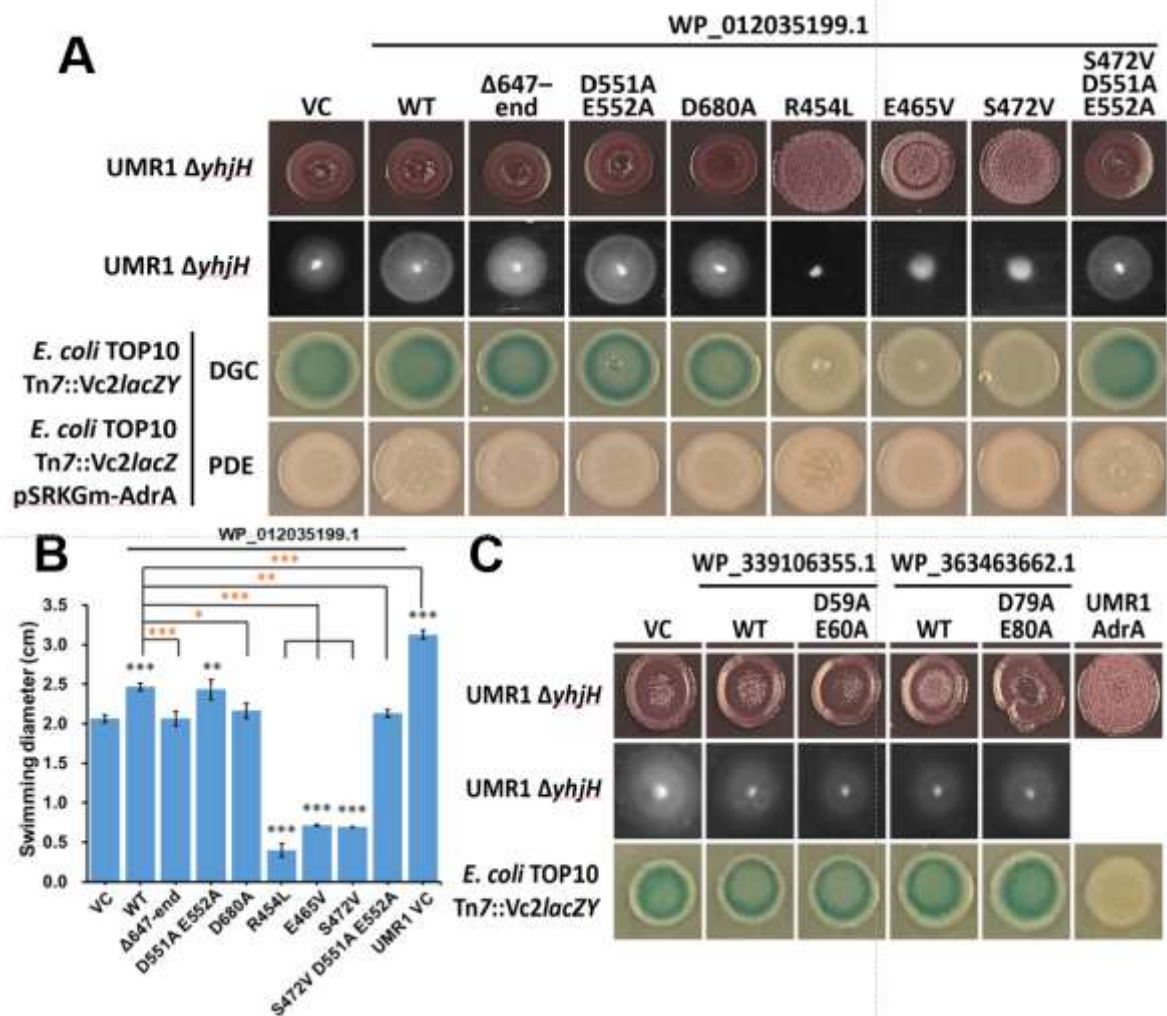 A
WP_012035199.1
VC
WT
Δ647–
end
D551A
E552A
D680A
R454L
E465V
S472V
S472V
D551A
E552A
UMR1 ΔyhjH
UMR1 ΔyhjH
E. coli TOP10
Tn7::Vc2lacZY
DGC
E. coli TOP10
Tn7::Vc2lacZ
pSRKGm-AdrA
PDE
B
WP_012035199.1
***
**
***
*
***
***
**
***
***
***
***
Swimming diameter (cm)
3.5
3.0
2.5
2.0
1.5
1.0
0.5
0.0
VC
WT
Δ647-end
D551A E552A
D680A
R454L
E465V
S472V
S472V D551A E552A
UMR1 VC
C
WP_339106355.1
WP_363463662.1
VC
WT
D59A
E60A
WT
D79A
E80A
UMR1
AdrA
UMR1 ΔyhjH
UMR1 ΔyhjH
E. coli TOP10
Tn7::Vc2lacZY